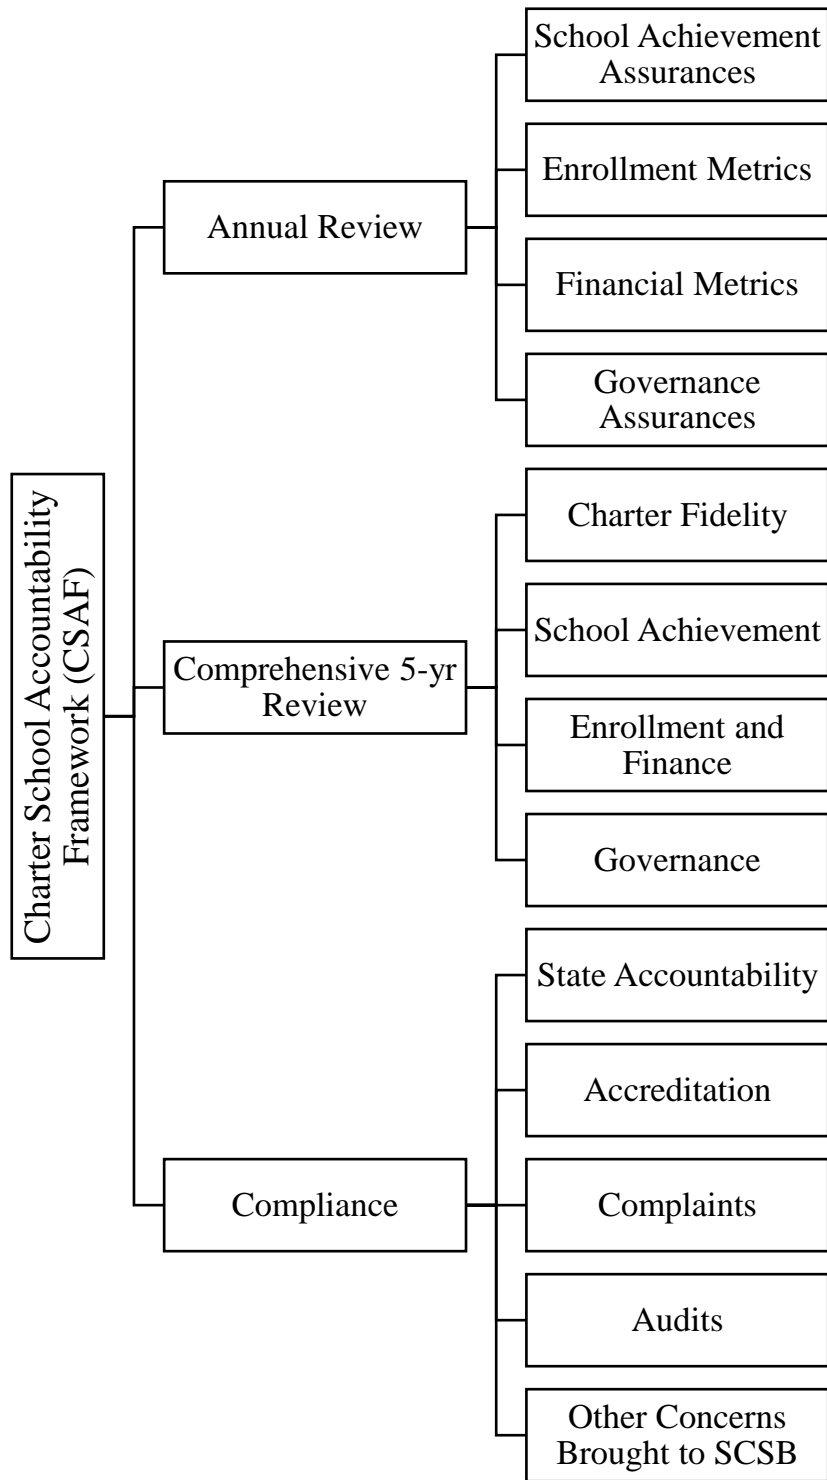 Charter School Accountability
Framework (CSAF)
Annual Review
School Achievement
Assurances
Enrollment Metrics
Financial Metrics
Governance
Assurances
Comprehensive 5-yr
Review
Charter Fidelity
School Achievement
Enrollment and
Finance
Governance
Compliance
State Accountability
Accreditation
Complaints
Audits
Other Concerns
Brought to SCSB